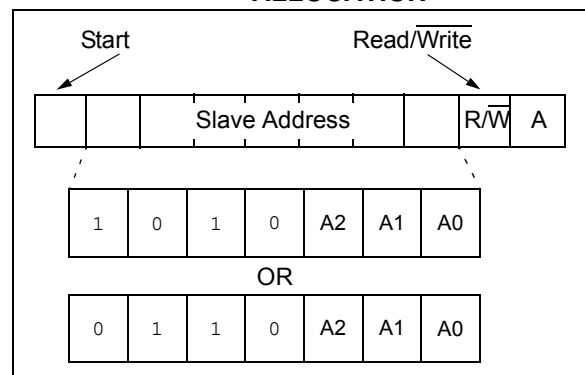 Start Read/Write
Slave Address R/W A
1 0 1 0 A2 A1 A0
OR
0 1 1 0 A2 A1 A0